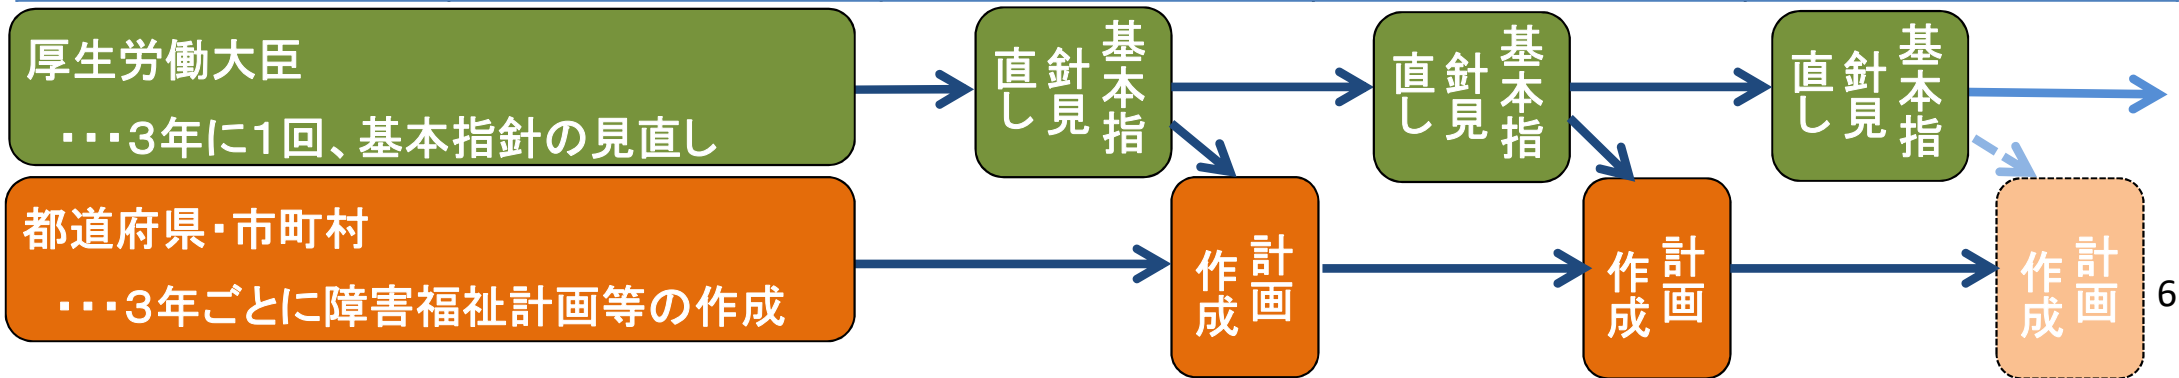 厚生労働大臣
・・・３年に１回、基本指針の見直し
基本指
針見
直し
基本指
針見
直し
基本指
針見
直し
都道府県・市町村
・・・３年ごとに障害福祉計画等の作成
計画
作成
計画
作成
計画
作成
6